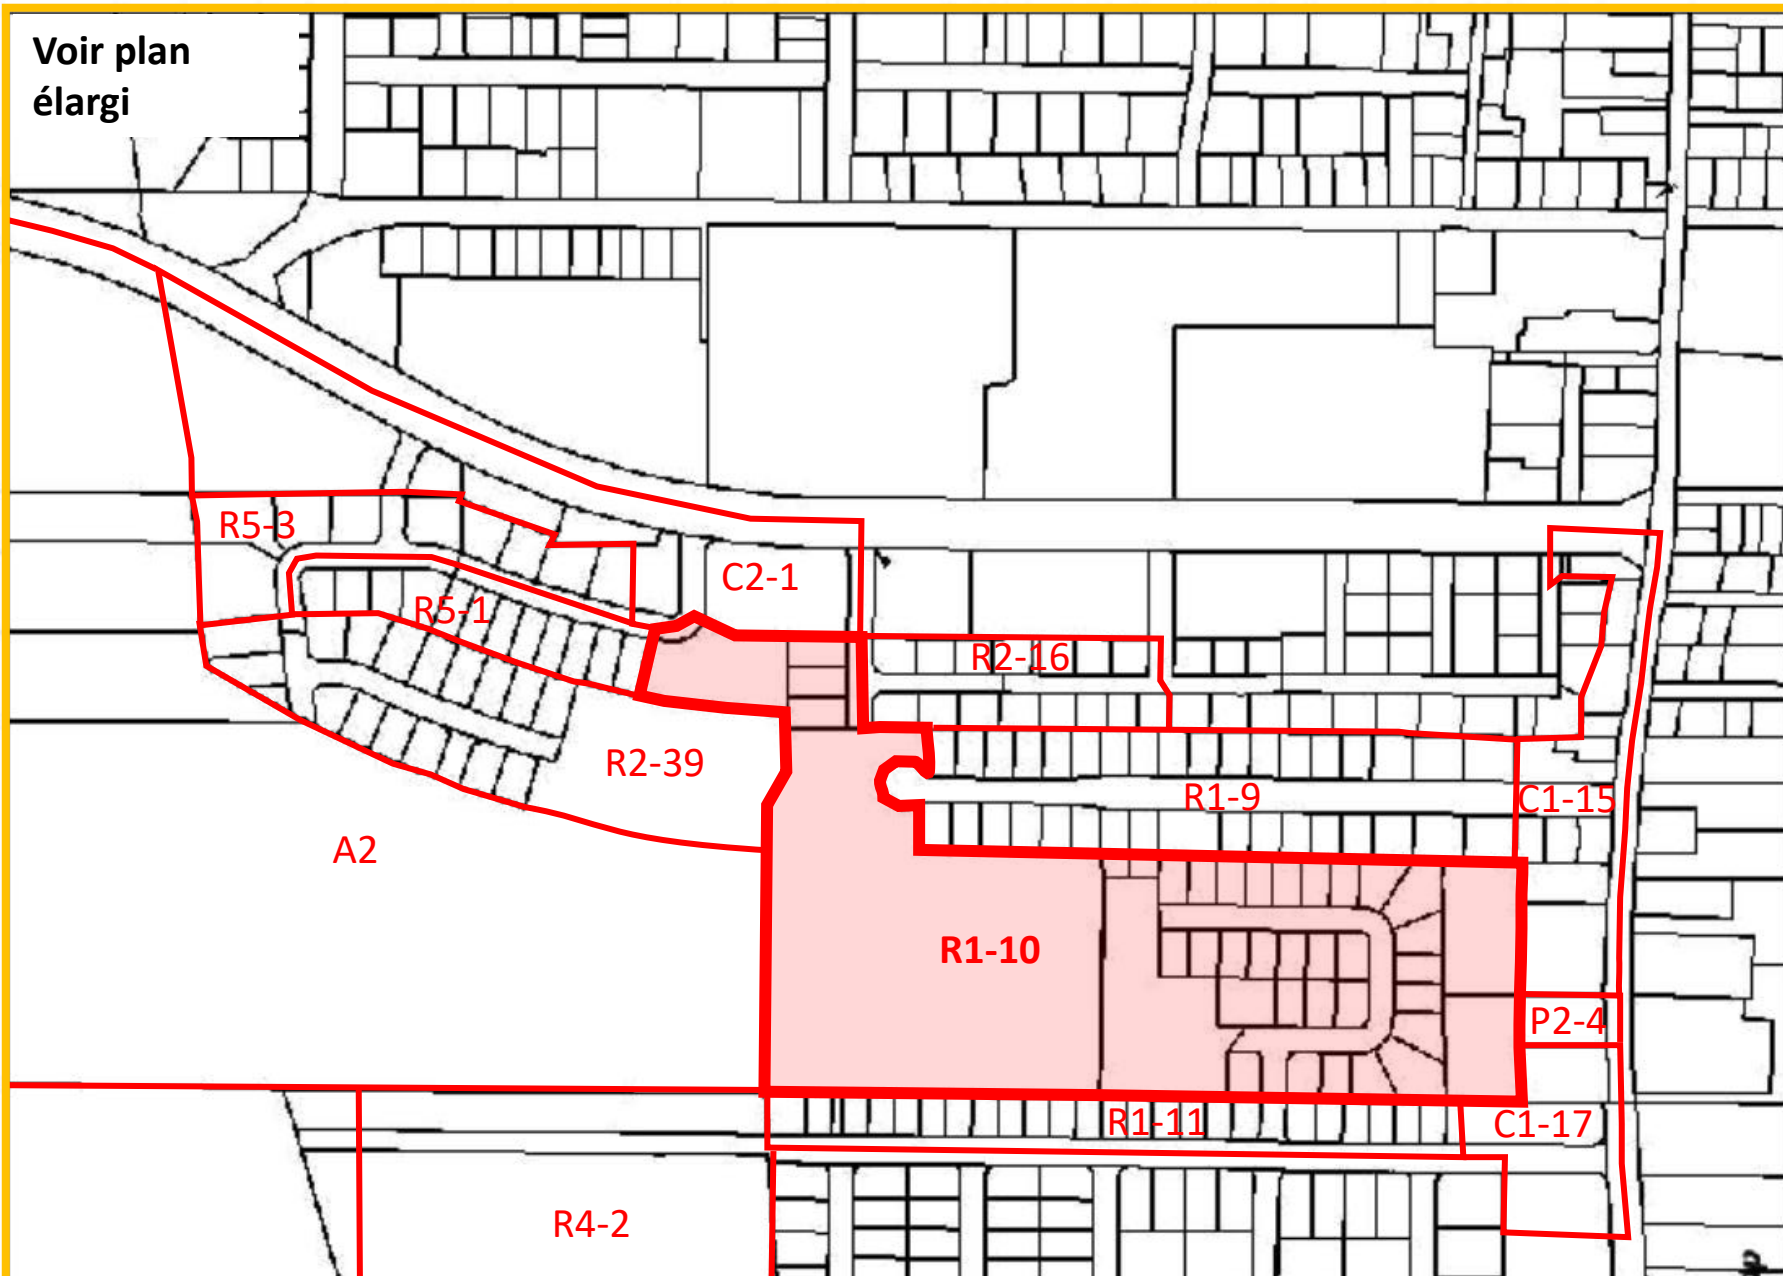 Voir plan
élargi
R5-3
C2-1
R5-1
R2-16
R2-39
R1-9
C1-15
A2
R1-10
P2-4
R1-11
C1-17
R4-2